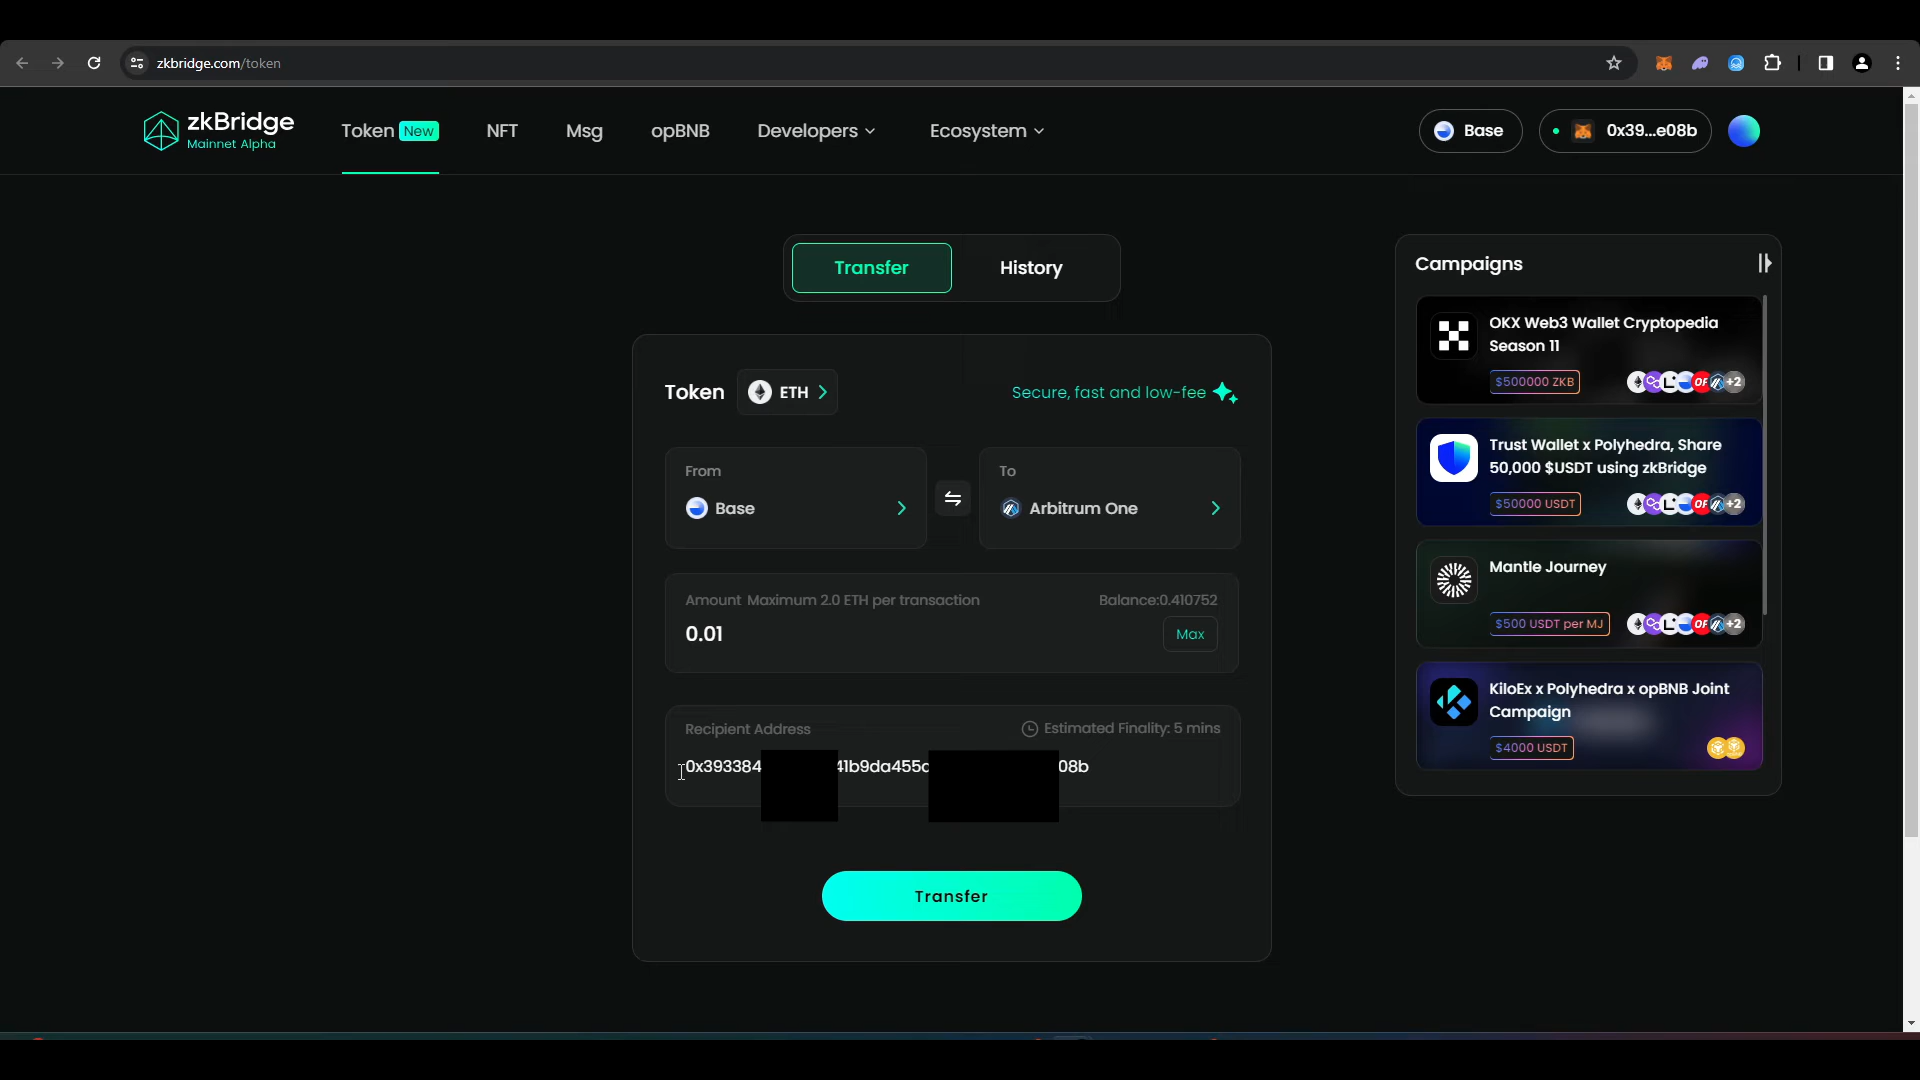 zkbridge.com/token
zkBridge
Mainnet Alpha
Token New
NFT
Msg
opBNB
Developers
Ecosystem
Base
0x39...e08b
Transfer
History
Token
ETH
Secure, fast and low-fee
From
Base
To
Arbitrum One
Amount Maximum 2.0 ETH per transaction
Balance:0.410752
0.01
Max
Recipient Address
Estimated Finality: 5 mins
0x393384 41b9da455c 08b
Transfer
Campaigns
OKX Web3 Wallet Cryptopedia
Season 11
$500000 ZKB
+2
Trust Wallet x Polyhedra, Share
50,000 $USDT using zkBridge
$50000 USDT
+2
Mantle Journey
$500 USDT per MJ
+2
KiloEx x Polyhedra x opBNB Joint
Campaign
$4000 USDT